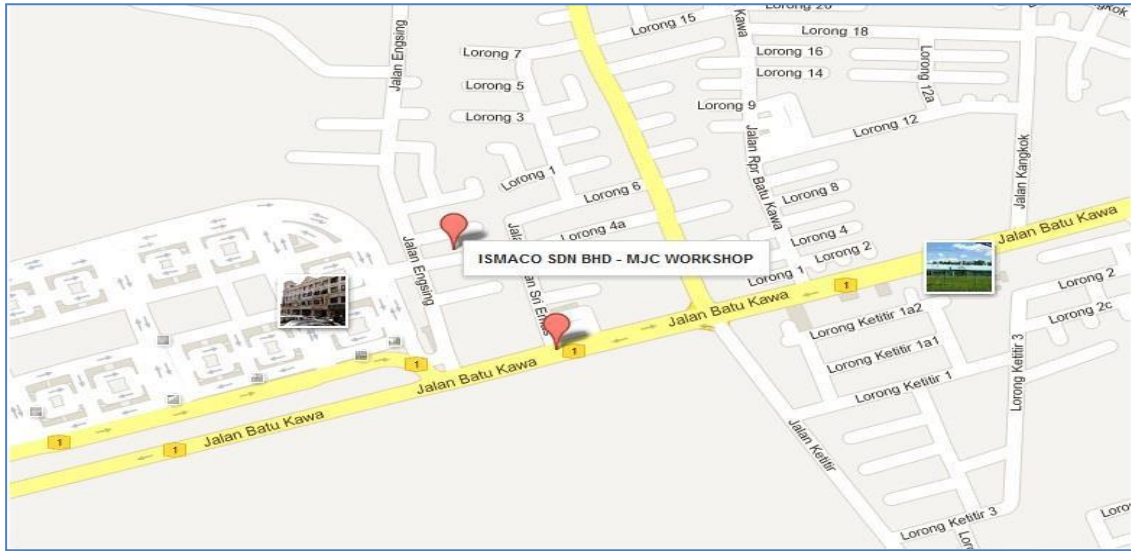 Lorong 20
Lorong 15
Kawa
Lorong 18
Jalan Engsing
Lorong 7
Lorong 16
Lorong 14
Lorong 12a
Lorong 5
Lorong 3
Lorong 9
Lorong 12
Jalan Rpr Batu Kawa
Jalan Kangkok
Lorong 1
Lorong 6
Lorong 8
Lorong 4a
Lorong 4
Jalan Batu Kawa
Jalan Engsing
ISMACO SDN BHD - MJC WORKSHOP
Lorong 2
Lorong 1
1
Lorong 2
Jalan Batu Kawa
Lorong 2c
Lorong Ketitir 1a2
Lorong Ketitir 1a1
Lorong Ketitir 3
1
1
Jalan Batu Kawa
Lorong Ketitir 1
Jalan Batu Kawa
1
1
Jalan Ketitir
Lorong Ketitir 3